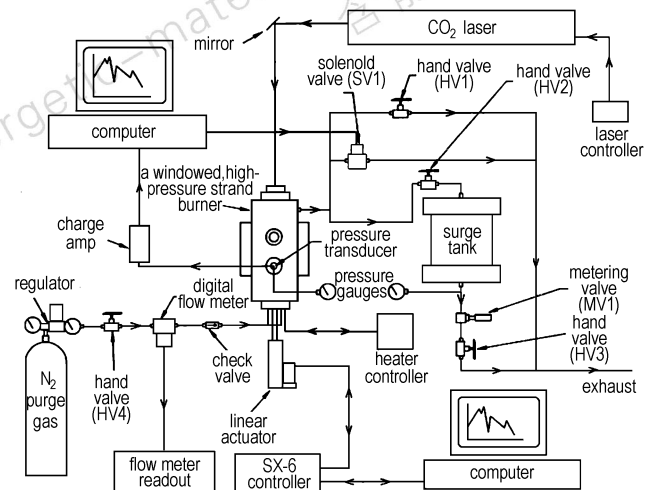 mirror
CO2 laser
solenold
valve (SV1)
hand valve
(HV1)
hand valve
(HV2)
laser
controller
computer
a windowed, high-
pressure strand
burner
charge
amp
pressure
transducer
surge
tank
regulator
digital
flow meter
pressure
gauges
metering
valve
(MV1)
hand
valve
(HV3)
N2
purge
gas
hand
valve
(HV4)
check
valve
heater
controller
exhaust
linear
actuator
flow meter
readout
SX-6
controller
computer